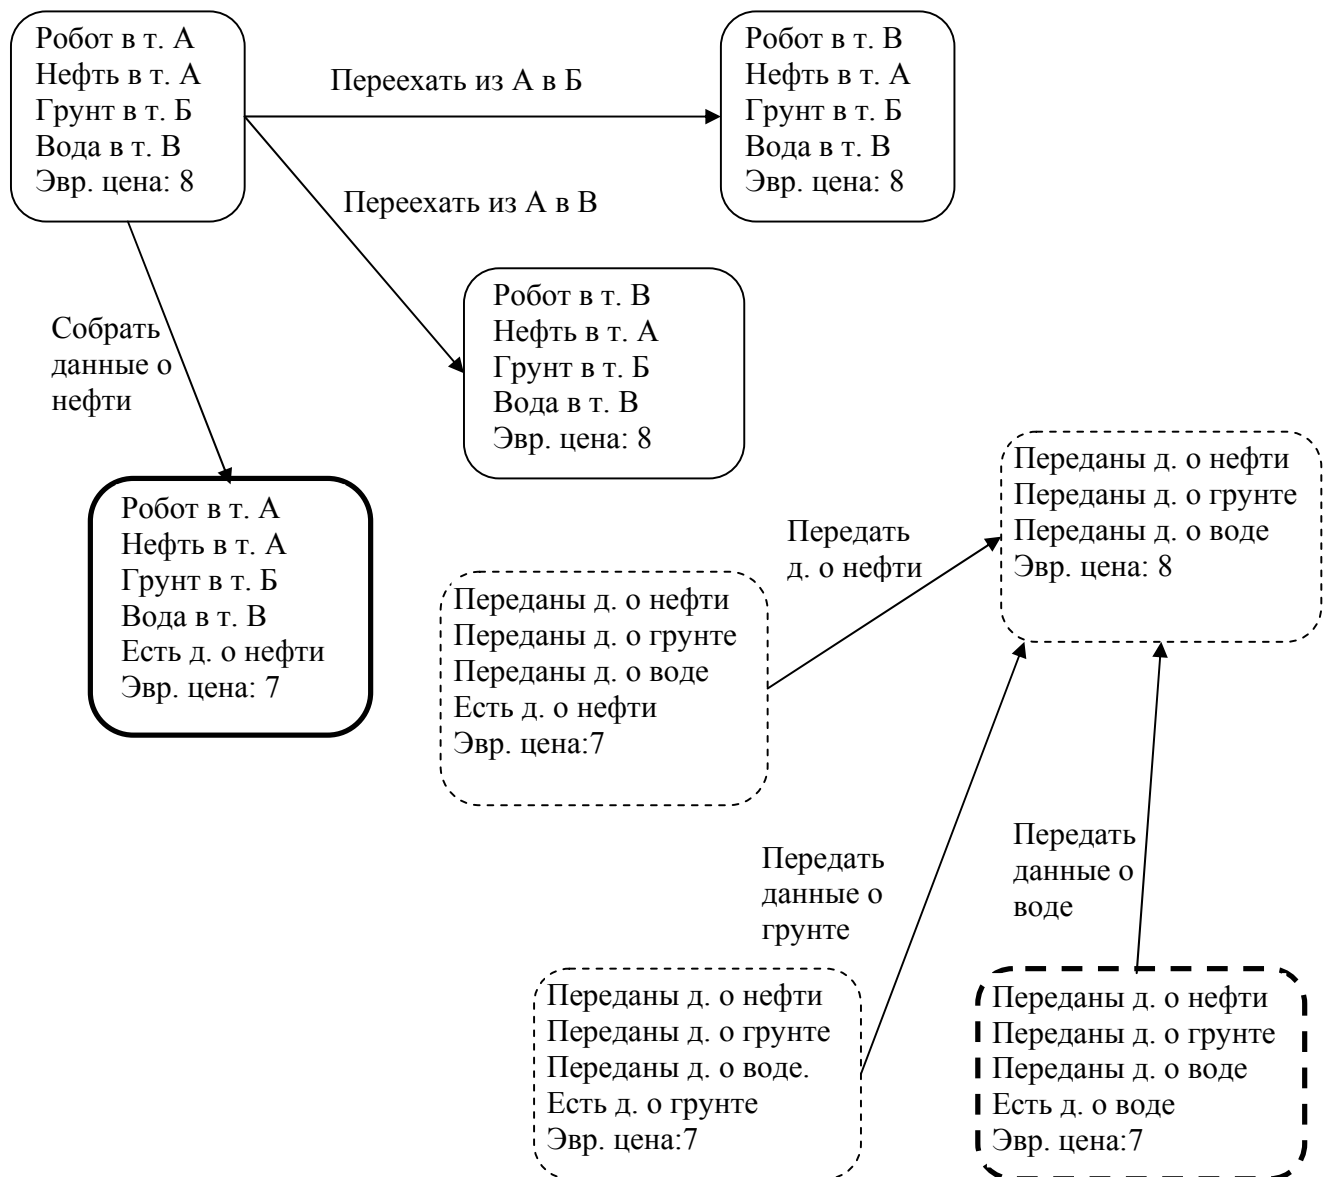 Робот в т. А
Нефть в т. А
Грунт в т. Б
Вода в т. В
Эвр. цена: 8
Переехать из А в Б
Робот в т. В
Нефть в т. А
Грунт в т. Б
Вода в т. В
Эвр. цена: 8
Переехать из А в В
Робот в т. В
Нефть в т. А
Грунт в т. Б
Вода в т. В
Эвр. цена: 8
Собрать
данные о
нефти
Робот в т. А
Нефть в т. А
Грунт в т. Б
Вода в т. В
Есть д. о нефти
Эвр. цена: 7
Переданы д. о нефти
Переданы д. о грунте
Переданы д. о воде
Эвр. цена: 8
Передать
д. о нефти
Переданы д. о нефти
Переданы д. о грунте
Переданы д. о воде
Есть д. о нефти
Эвр. цена:7
Передать
данные о
грунте
Передать
данные о
воде
Переданы д. о нефти
Переданы д. о грунте
Переданы д. о воде.
Есть д. о грунте
Эвр. цена:7
Переданы д. о нефти
Переданы д. о грунте
Переданы д. о воде
Есть д. о воде
Эвр. цена:7